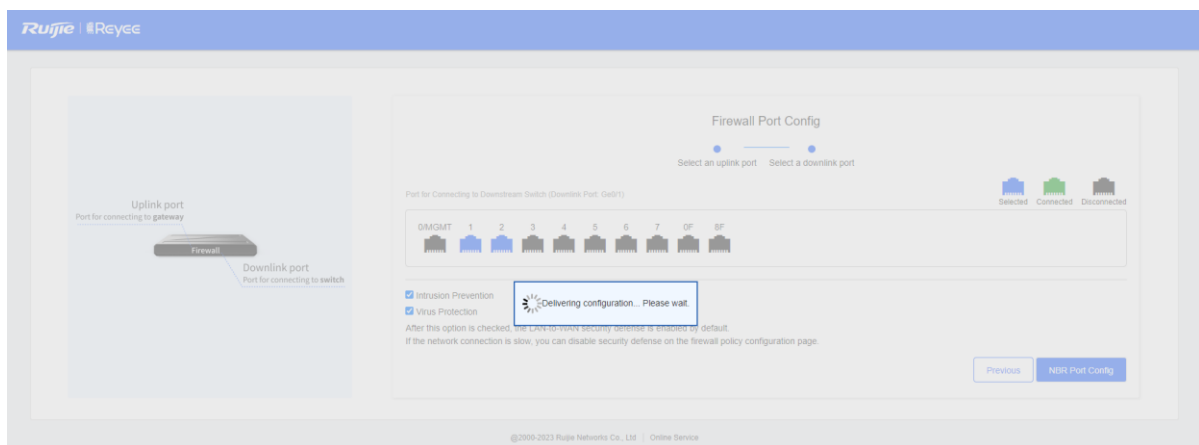 Ruijie | Reyee
Firewall Port Config
Select an uplink port Select a downlink port
Port for Connecting to Downstream Switch (Downlink Port: Ge0/1)
Selected Connected Disconnected
Uplink port
Port for connecting to gateway
Firewall
Downlink port
Port for connecting to switch
0/MGMT 1 2 3 4 5 6 7 0F 8F
Intrusion Prevention
Delivering configuration... Please wait.
Virus Protection
After this option is checked, the LAN-to-WAN security defense is enabled by default.
If the network connection is slow, you can disable security defense on the firewall policy configuration page.
Previous NBR Port Config
@2000-2023 Ruijie Networks Co., Ltd | Online Service